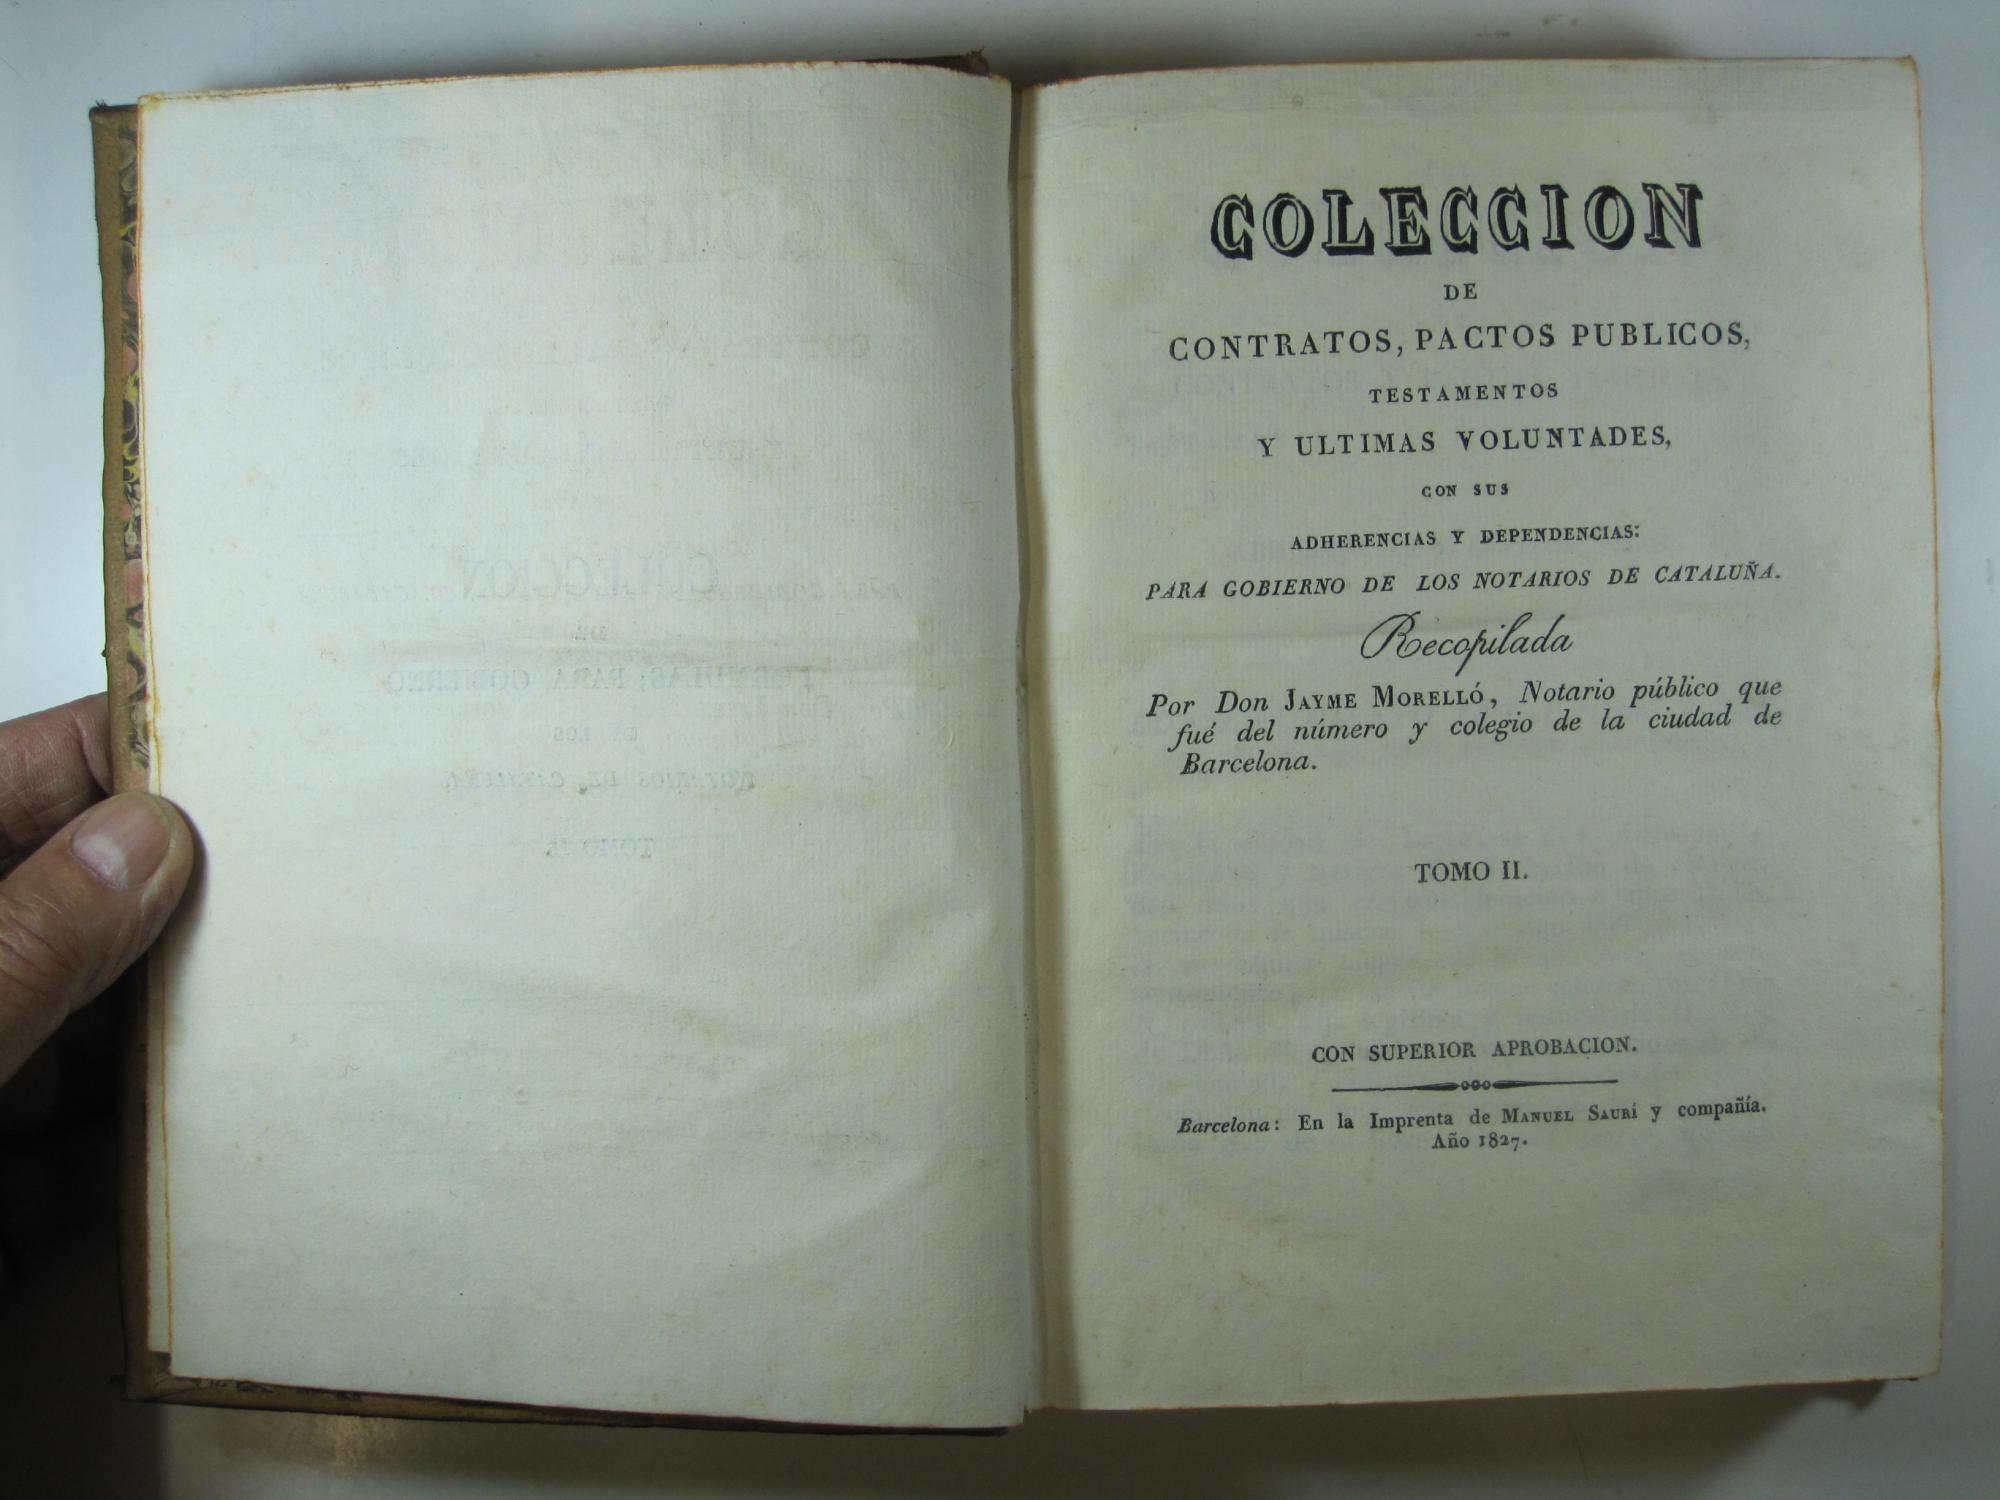 COLECCION
DE
CONTRATOS, PACTOS PUBLICOS,
TESTAMENTOS
Y ULTIMAS VOLUNTADES,
CON SUS
ADHERENCIAS Y DEPENDENCIAS:
PARA GOBIERNO DE LOS NOTARIOS DE CATALUÑA.
Recopilada
Por Don JAYME MORELLÓ, Notario público que
fué del número y colegio de la ciudad de
Barcelona.
TOMO II.
CON SUPERIOR APROBACION.
Barcelona: En la Imprenta de MANUEL SAURÍ y compañía.
Año 1827.